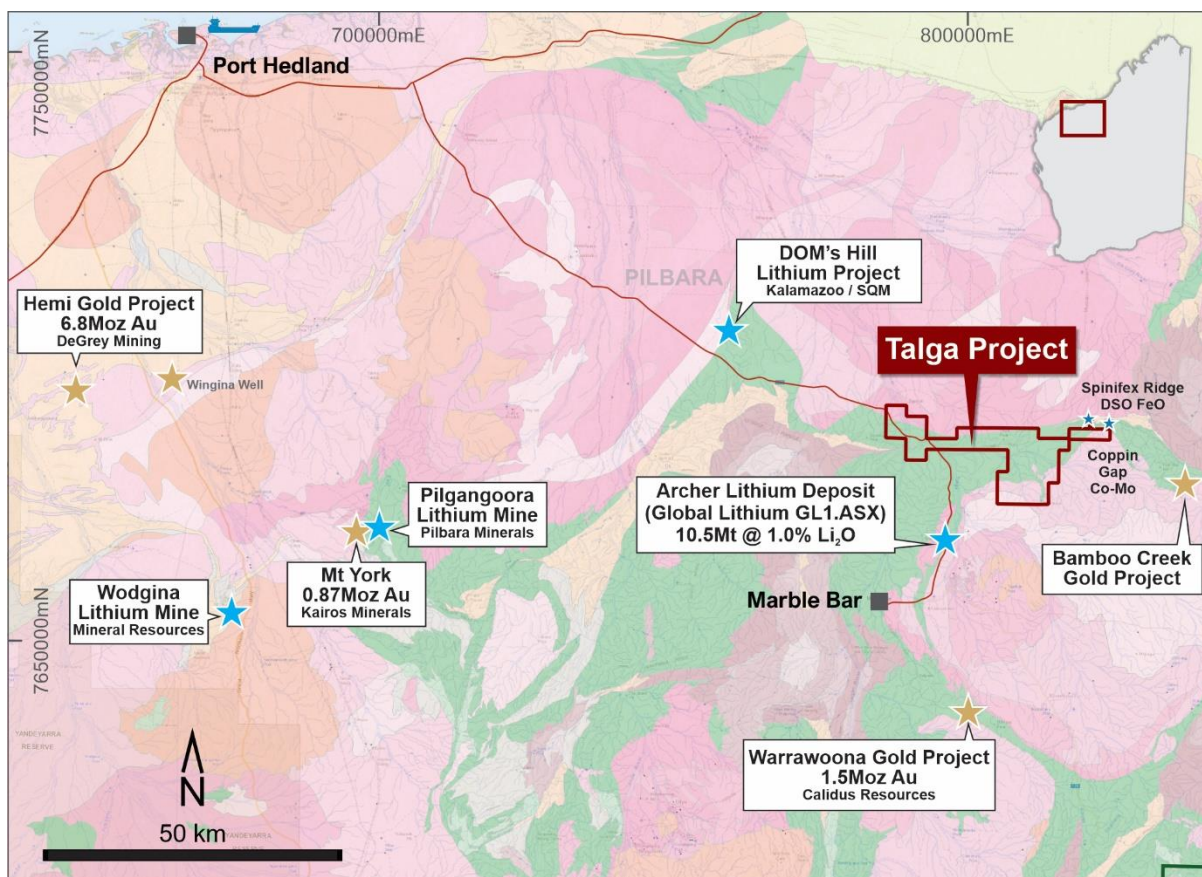 700000mE
800000mE
7750000mN
7650000mN
Port Hedland
PILBARA
DOM's Hill
Lithium Project
Kalamazoo / SQM
Hemi Gold Project
6.8Moz Au
DeGrey Mining
Wingina Well
Talga Project
Spinifex Ridge
DSO FeO
Coppin
Gap
Co-Mo
Pilgangoora
Lithium Mine
Pilbara Minerals
Archer Lithium Deposit
(Global Lithium GL1.ASX)
10.5Mt @ 1.0% Li₂O
Mt York
0.87Moz Au
Kairos Minerals
Bamboo Creek
Gold Project
Wodgina
Lithium Mine
Mineral Resources
Marble Bar
Warrawoona Gold Project
1.5Moz Au
Calidus Resources
YANDEYARRA
RESERVE
N
50 km